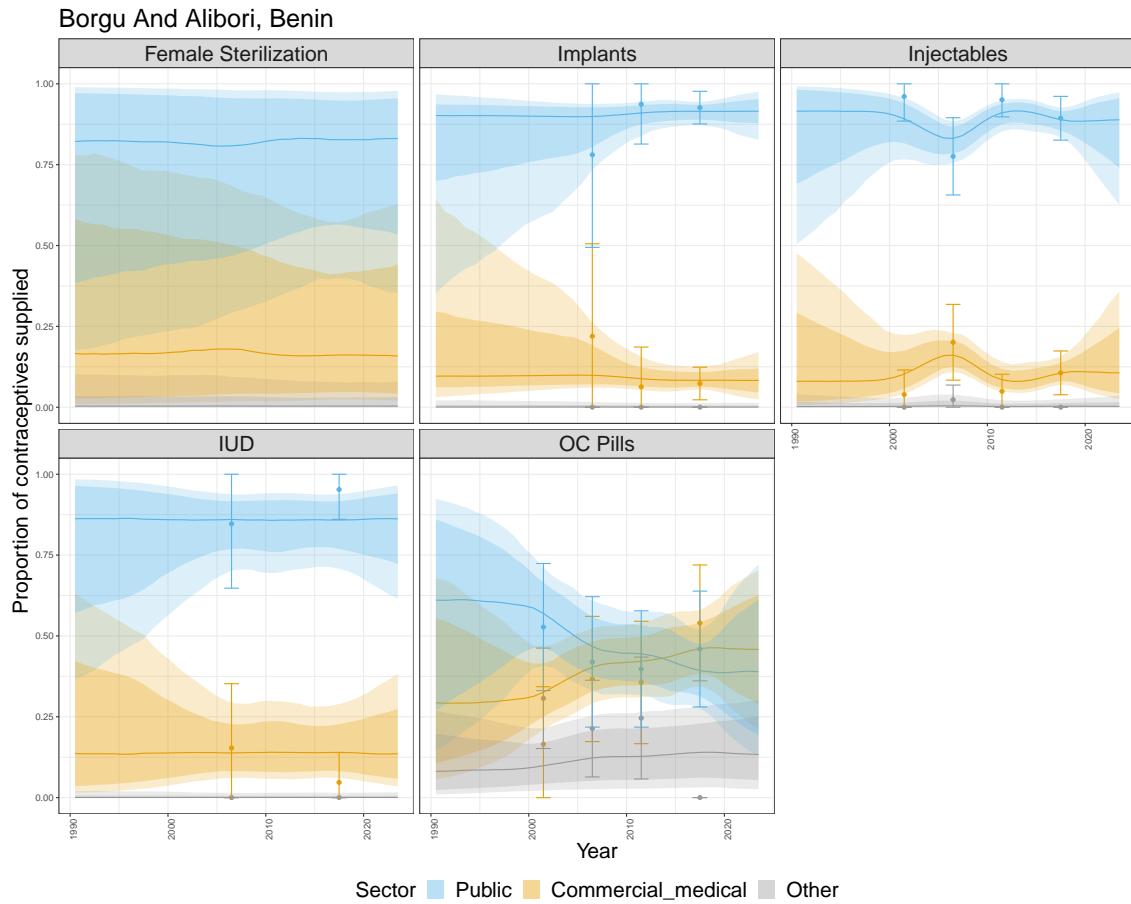 Borgu And Alibori, Benin
Female Sterilization
Implants
Injectables
1.00
0.75
0.50
0.25
0.00
1990
2000
2010
2020
IUD
OC Pills
1.00
0.75
0.50
0.25
0.00
1990
2000
2010
2020
1990
2000
2010
2020
Proportion of contraceptives supplied
Year
Sector Public Commercial_medical Other